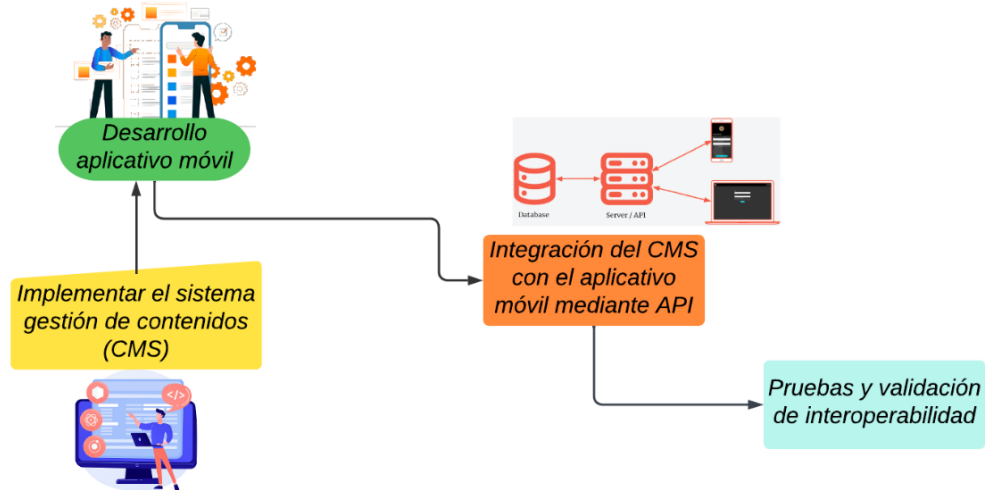 Desarrollo
aplicativo móvil
Implementar el sistema
gestión de contenidos
(CMS)
</>
Database
Server / API
Integración del CMS
con el aplicativo
móvil mediante API
Pruebas y validación
de interoperabilidad